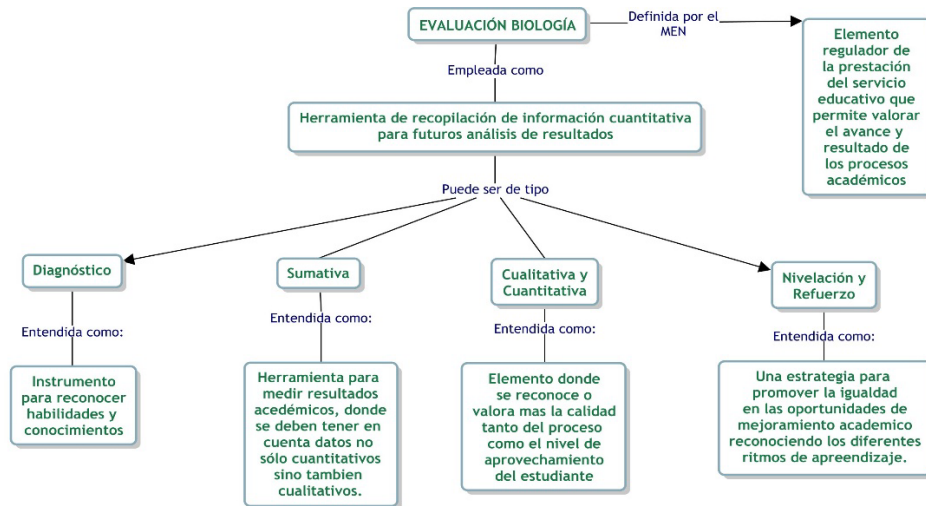 EVALUACIÓN BIOLOGÍA
Definida por el
MEN
Elemento
regulador de
la prestación
del servicio
educativo que
permite valorar
el avance y
resultado de
los procesos
académicos
Empleada como
Herramienta de recopilación de información cuantitativa
para futuros análisis de resultados
Puede ser de tipo
Diagnóstico
Entendida como:
Instrumento
para reconocer
habilidades y
conocimientos
Sumativa
Entendida como:
Herramienta para
medir resultados
acedémicos, donde
se deben tener en
cuenta datos no
sólo cuantitativos
sino tambien
cualitativos.
Cualitativa y
Cuantitativa
Entendida como:
Elemento donde
se reconoce o
valora mas la calidad
tanto del proceso
como el nivel de
aprovechamiento
del estudiante
Nivelación y
Refuerzo
Entendida como:
Una estrategia para
promover la igualdad
en las oportunidades de
mejoramiento academico
reconociendo los diferentes
ritmos de apreendizaje.